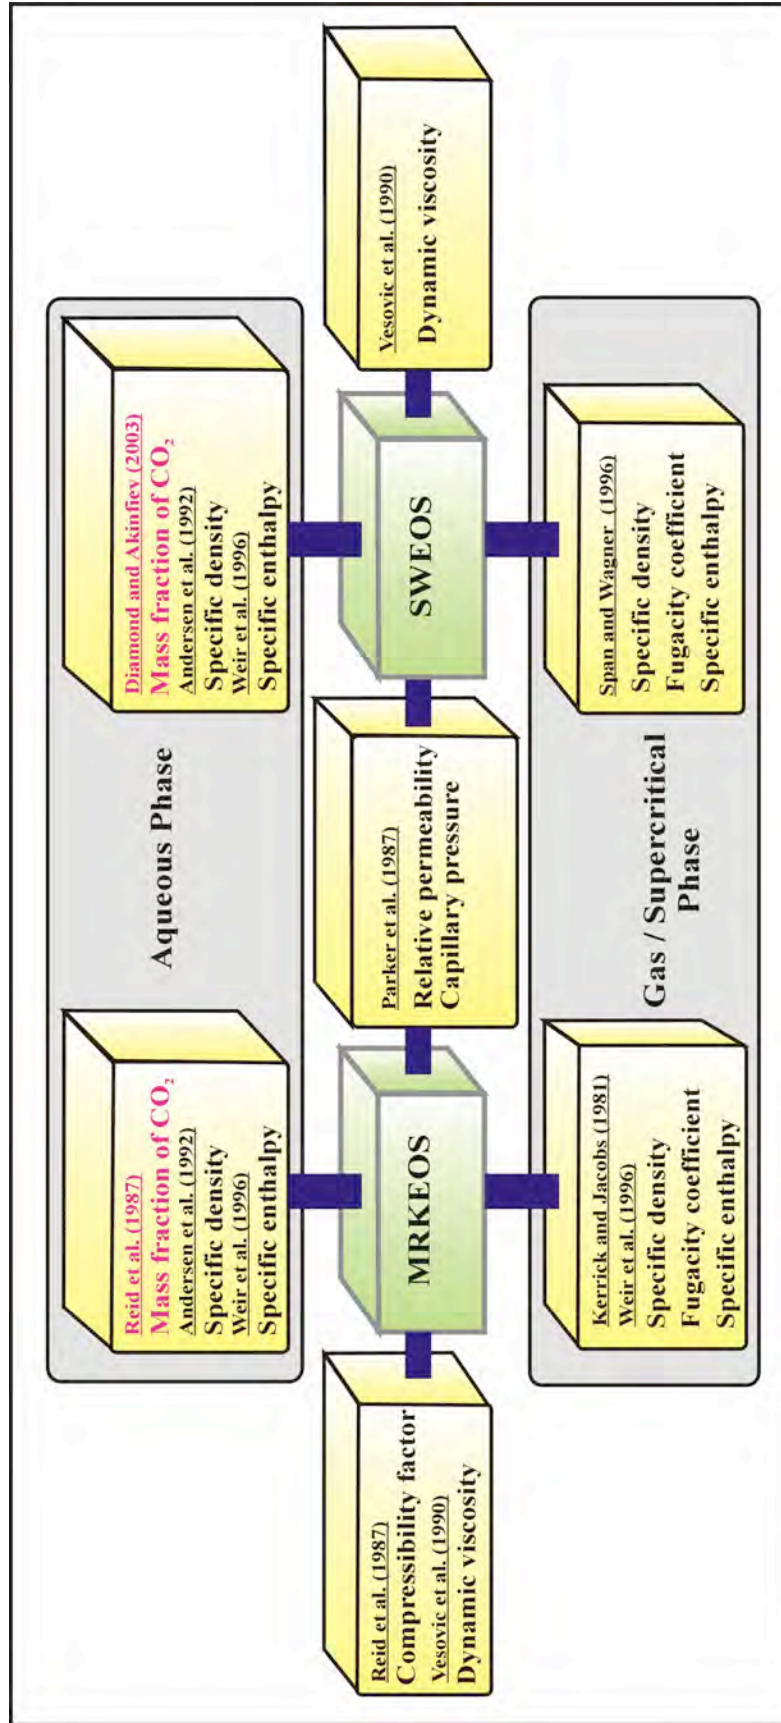 Aqueous Phase
Reid et al. (1987)
Mass fraction of CO₂
Andersen et al. (1992)
Specific density
Weir et al. (1996)
Specific enthalpy
Diamond and Akinfiev (2003)
Mass fraction of CO₂
Andersen et al. (1992)
Specific density
Weir et al. (1996)
Specific enthalpy
Reid et al. (1987)
Compressibility factor
Vesovic et al. (1990)
Dynamic viscosity
MRKEOS
Parker et al. (1987)
Relative permeability
Capillary pressure
SWEOS
Vesovic et al. (1990)
Dynamic viscosity
Kerrick and Jacobs (1981)
Weir et al. (1996)
Specific density
Fugacity coefficient
Specific enthalpy
Gas / Supercritical
Phase
Span and Wagner (1996)
Specific density
Fugacity coefficient
Specific enthalpy